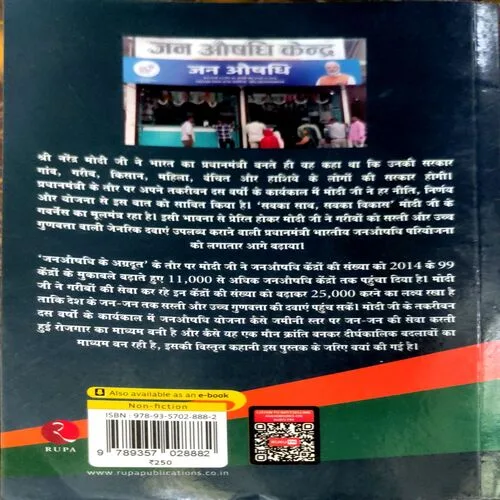 जन औषधि केन्द्र
जन औषधि
श्री नरेंद्र मोदी जी ने भारत का प्रधानमंत्री बनते ही यह कहा था कि उनकी सरकार
गांव, गरीब, किसान, महिला, वंचित और हाशिये के लोगों की सरकार होगी।
प्रधानमंत्री के तौर पर अपने तकरीबन दस वर्षों के कार्यकाल में मोदी जी ने हर नीति, निर्णय
और योजना से इस बात को साबित किया है। 'सबका साथ, सबका विकास' मोदी जी के
गवर्नेंस का मूलमंत्र रहा है। इसी भावना से प्रेरित होकर मोदी जी ने गरीबों को सस्ती और उच्च
गुणवत्ता वाली जेनरिक दवाएं उपलब्ध कराने वाली प्रधानमंत्री भारतीय जनऔषधि परियोजना
को लगातार आगे बढ़ाया।
'जनऔषधि के अग्रदूत' के तौर पर मोदी जी ने जनऔषधि केंद्रों की संख्या को 2014 के 99
केंद्रों के मुकाबले बढ़ाते हुए 11,000 से अधिक जनऔषधि केंद्रों तक पहुंचा दिया है। मोदी
जी ने गरीबों की सेवा कर रहे इन केंद्रों की संख्या को बढ़ाकर 25,000 करने का लक्ष्य रखा है
ताकि देश के जन-जन तक सस्ती और उच्च गुणवत्ता की दवाएं पहुंच सकें। मोदी जी के तकरीबन
दस वर्षों के कार्यकाल में जनऔषधि योजना कैसे जमीनी स्तर पर जन-जन की सेवा करती
हुई रोजगार का माध्यम बनी है और कैसे यह एक मौन क्रांति बनकर दीर्घकालिक बदलावों का
माध्यम बन रही है, इसकी विस्तृत कहानी इस पुस्तक के जरिए बयां की गई है।
Also available as an e-book
Non-fiction
ISBN : 978-93-5702-888-2
9 789357 028882
₹250
www.rupapublications.co.in
RUPA